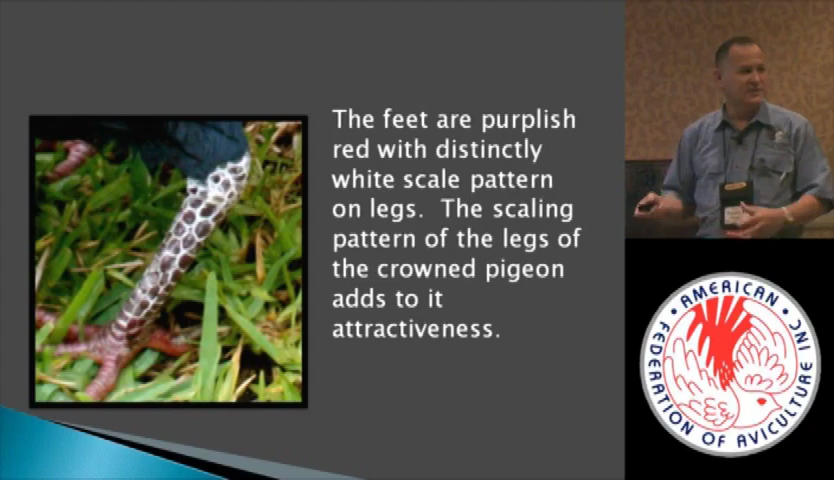 The feet are purplish
red with distinctly
white scale pattern
on legs. The scaling
pattern of the legs of
the crowned pigeon
adds to it
attractiveness.
AMERICAN
FEDERATION OF AVICULTURE INC